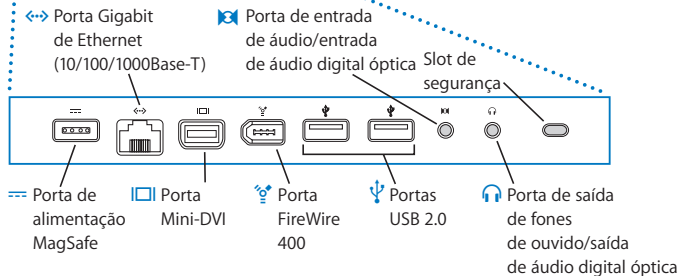 Porta Gigabit
de Ethernet
(10/100/1000Base-T)
Porta de entrada
de áudio/entrada
de áudio digital óptica
Slot de
segurança
Porta de
alimentação
MagSafe
Porta
Mini-DVI
Porta
FireWire
400
Portas
USB 2.0
Porta de saída
de fones
de ouvido/saída
de áudio digital óptica